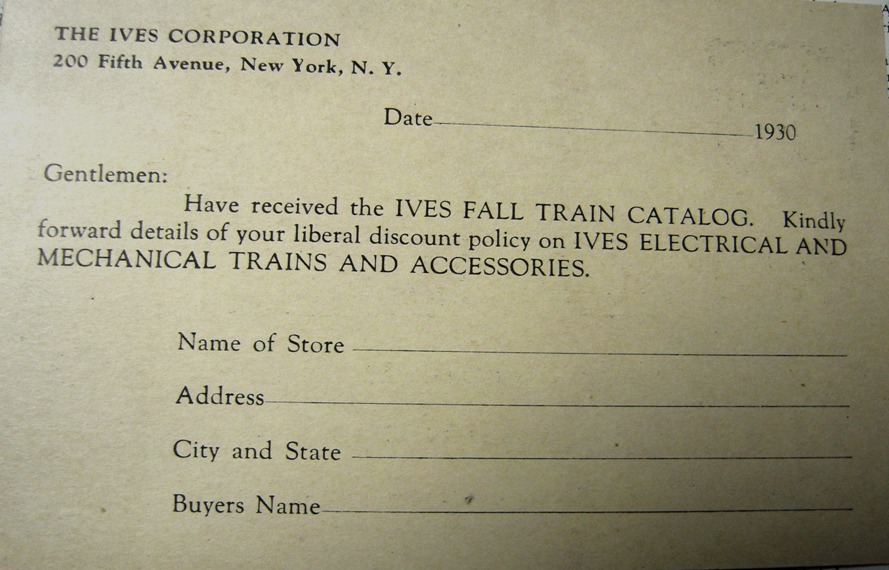 THE IVES CORPORATION
200 Fifth Avenue, New York, N. Y.
Date 1930
Gentlemen:
Have received the IVES FALL TRAIN CATALOG. Kindly
forward details of your liberal discount policy on IVES ELECTRICAL AND
MECHANICAL TRAINS AND ACCESSORIES.
Name of Store
Address
City and State
Buyers Name